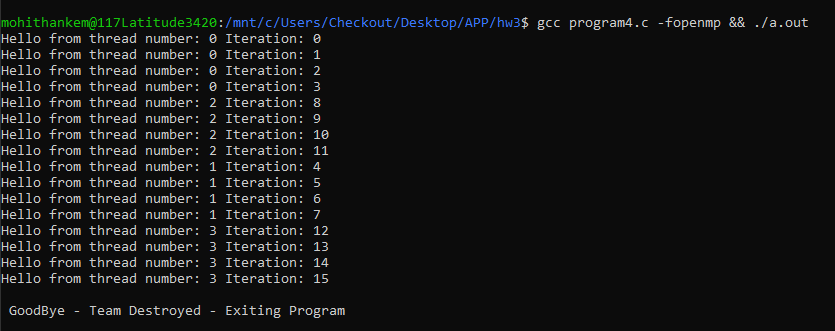 mohithankem@117Latitude3420:/mnt/c/Users/Checkout/Desktop/APP/hw3$ gcc program4.c -fopenmp && ./a.out
Hello from thread number: 0 Iteration: 0
Hello from thread number: 0 Iteration: 1
Hello from thread number: 0 Iteration: 2
Hello from thread number: 0 Iteration: 3
Hello from thread number: 2 Iteration: 8
Hello from thread number: 2 Iteration: 9
Hello from thread number: 2 Iteration: 10
Hello from thread number: 2 Iteration: 11
Hello from thread number: 1 Iteration: 4
Hello from thread number: 1 Iteration: 5
Hello from thread number: 1 Iteration: 6
Hello from thread number: 1 Iteration: 7
Hello from thread number: 3 Iteration: 12
Hello from thread number: 3 Iteration: 13
Hello from thread number: 3 Iteration: 14
Hello from thread number: 3 Iteration: 15
GoodBye - Team Destroyed - Exiting Program